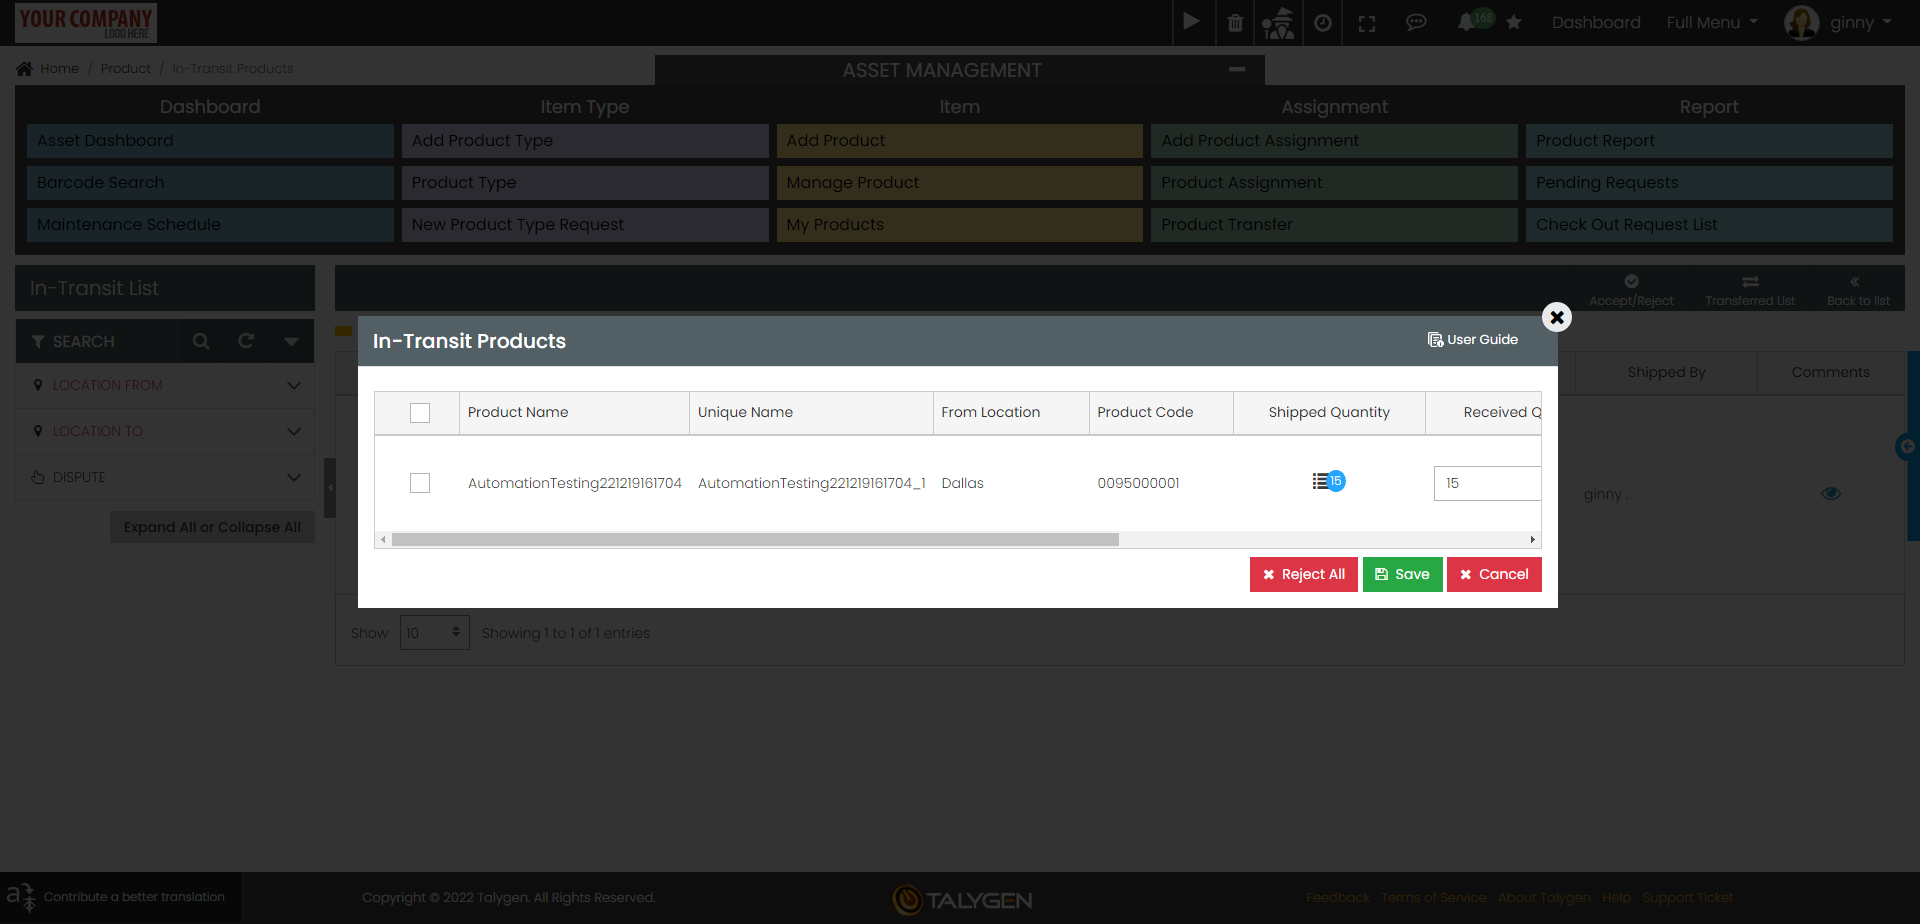 YOUR COMPANY
LOGO HERE
168
Dashboard
Full Menu
ginny
Home / Product / In-Transit Products
ASSET MANAGEMENT
Dashboard
Item Type
Item
Assignment
Report
Asset Dashboard
Add Product Type
Add Product
Add Product Assignment
Product Report
Barcode Search
Product Type
Manage Product
Product Assignment
Pending Requests
Maintenance Schedule
New Product Type Request
My Products
Product Transfer
Check Out Request List
In-Transit List
Accept/Reject
Transferred List
Back to list
SEARCH
LOCATION FROM
LOCATION TO
DISPUTE
Expand All or Collapse All
In-Transit Products
User Guide
Shipped By
Comments
Product Name
Unique Name
From Location
Product Code
Shipped Quantity
Received Q
AutomationTesting221219161704
AutomationTesting221219161704_1
Dallas
0095000001
15
15
ginny .
Reject All
Save
Cancel
Show 10 Showing 1 to 1 of 1 entries
Contribute a better translation
Copyright © 2022 Talygen. All Rights Reserved.
TALYGEN
Feedback Terms of Service About Talygen Help Support Ticket